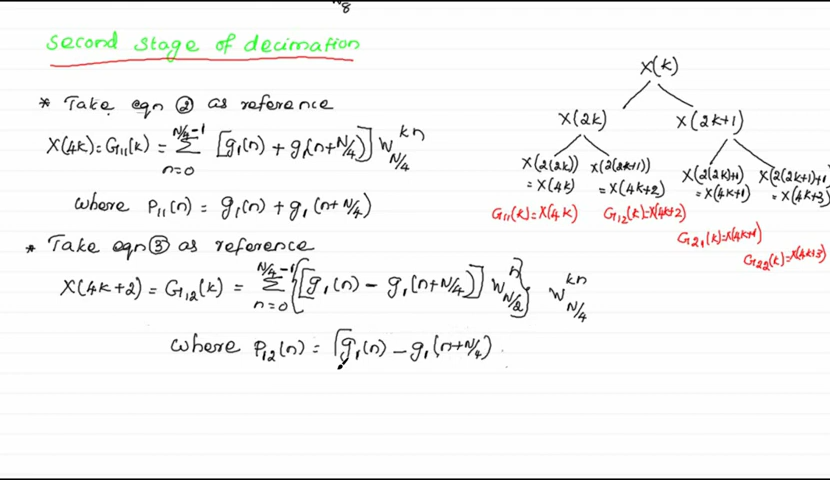 N/8
Second stage of decimation
* Take eqn ② as reference
X(4k) = G₁₁(k) = Σ_{n=0}^{N/4-1} [g₁(n) + g₁(n+N/4)] W_{N/4}^{kn}
where P₁₁(n) = g₁(n) + g₁(n+N/4)
* Take eqn ③ as reference
X(4k+2) = G₁₂(k) = Σ_{n=0}^{N/4-1} {[g₁(n) - g₁(n+N/4)] W_{N/2}^{n}} W_{N/4}^{kn}
where P₁₂(n) = [g₁(n) - g₁(n+N/4)
X(k)
X(2k) X(2k+1)
X(2(2k)) X(2(2k+1)) X(2(2k)+1) X(2(2k+1)+1)
= X(4k) = X(4k+2) = X(4k+1) = X(4k+3)
G₁₁(k) = X(4k) G₁₂(k) = X(4k+2)
G₂₁(k) = X(4k+1)
G₂₂(k) = X(4k+3)